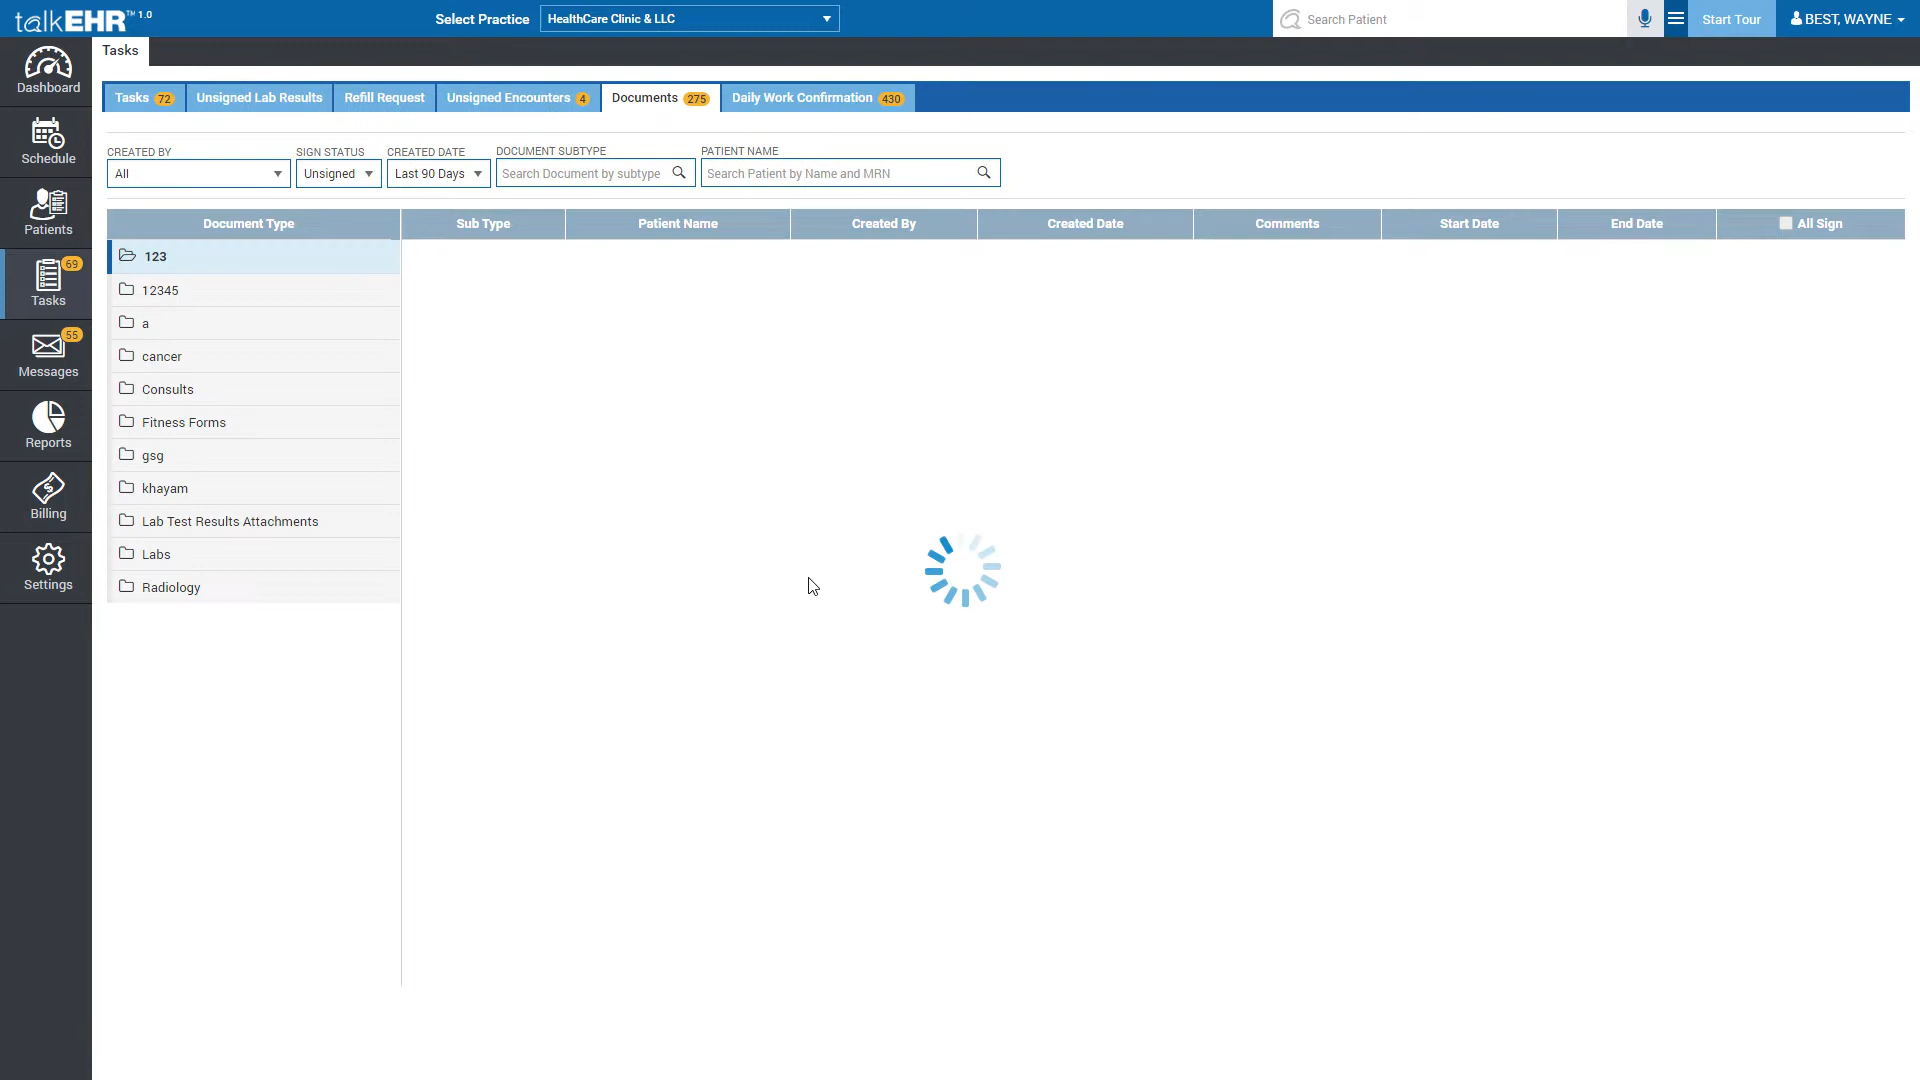 talkEHR™ 1.0
Select Practice
HealthCare Clinic & LLC
Search Patient
Start Tour
BEST, WAYNE
Tasks
Dashboard
Schedule
Patients
69
Tasks
55
Messages
Reports
Billing
Settings
Tasks 72
Unsigned Lab Results
Refill Request
Unsigned Encounters 4
Documents 275
Daily Work Confirmation 430
CREATED BY
SIGN STATUS
CREATED DATE
DOCUMENT SUBTYPE
PATIENT NAME
All
Unsigned
Last 90 Days
Search Document by subtype
Search Patient by Name and MRN
Document Type
Sub Type
Patient Name
Created By
Created Date
Comments
Start Date
End Date
All Sign
123
12345
a
cancer
Consults
Fitness Forms
gsg
khayam
Lab Test Results Attachments
Labs
Radiology